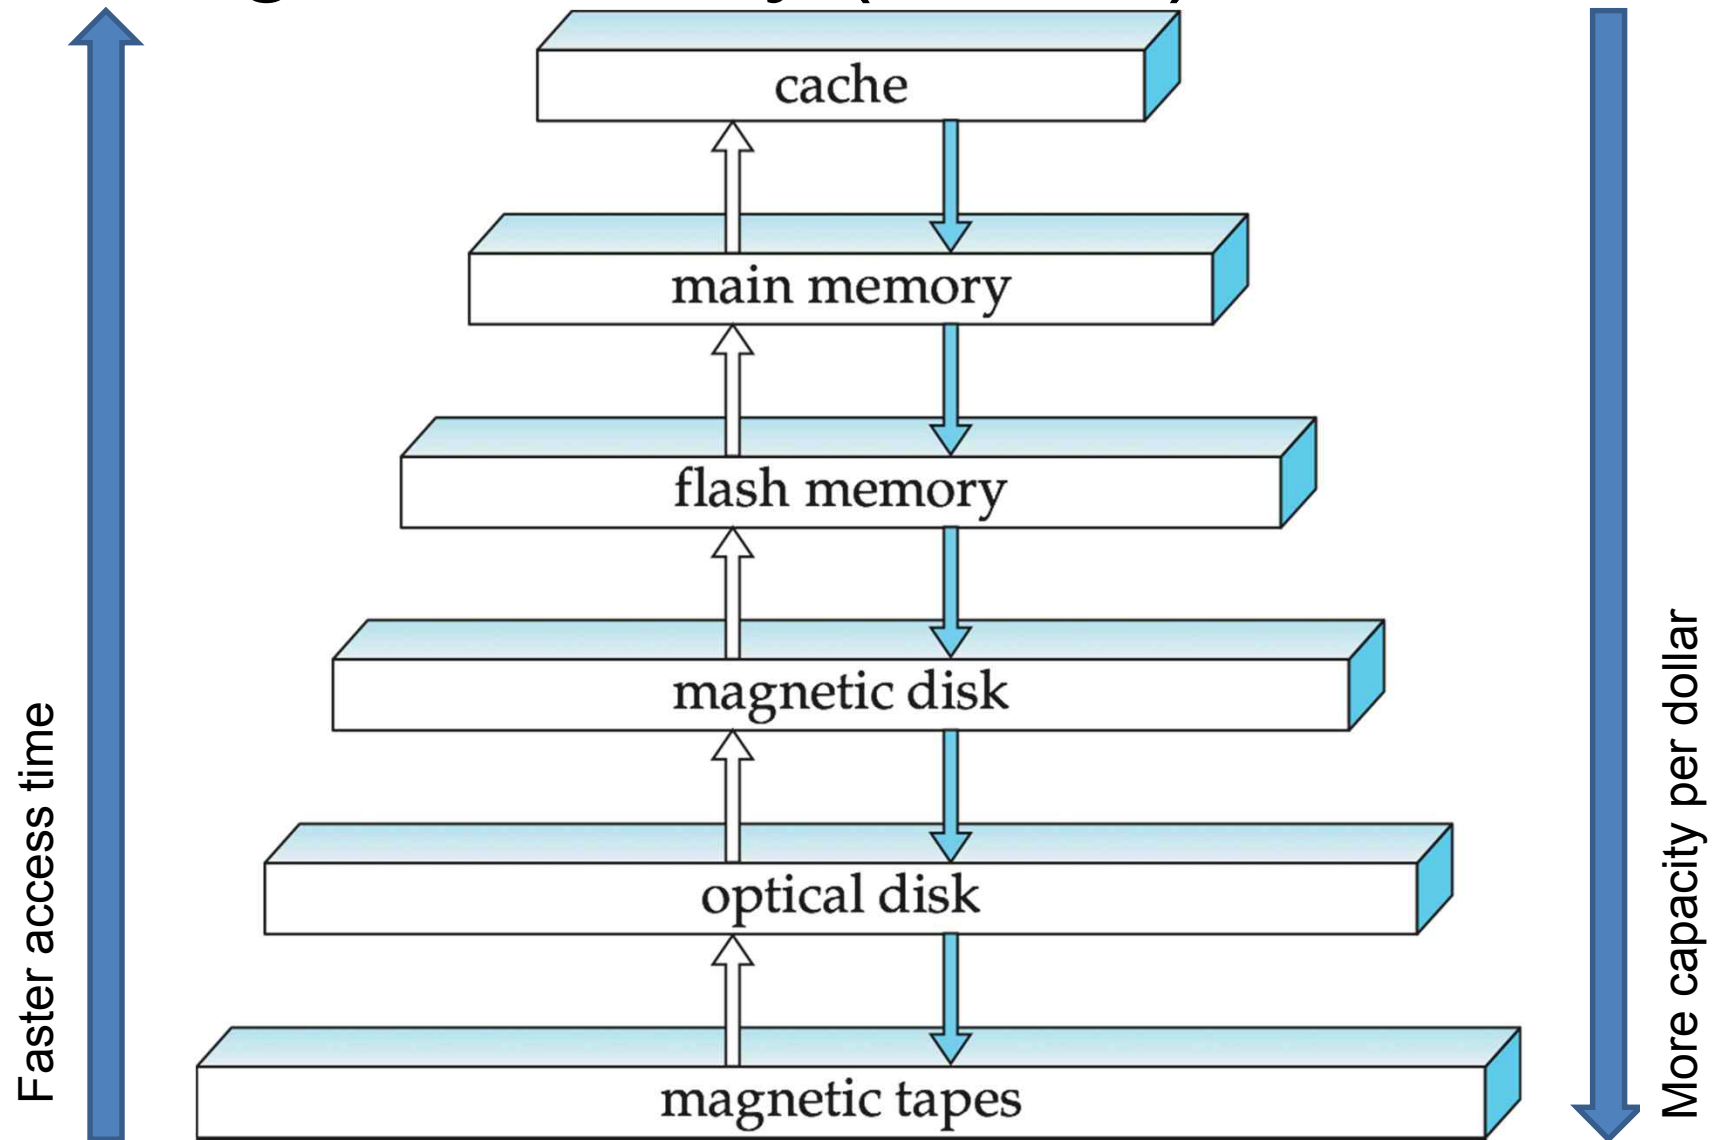 cache
main memory
flash memory
magnetic disk
optical disk
magnetic tapes
Faster access time
More capacity per dollar